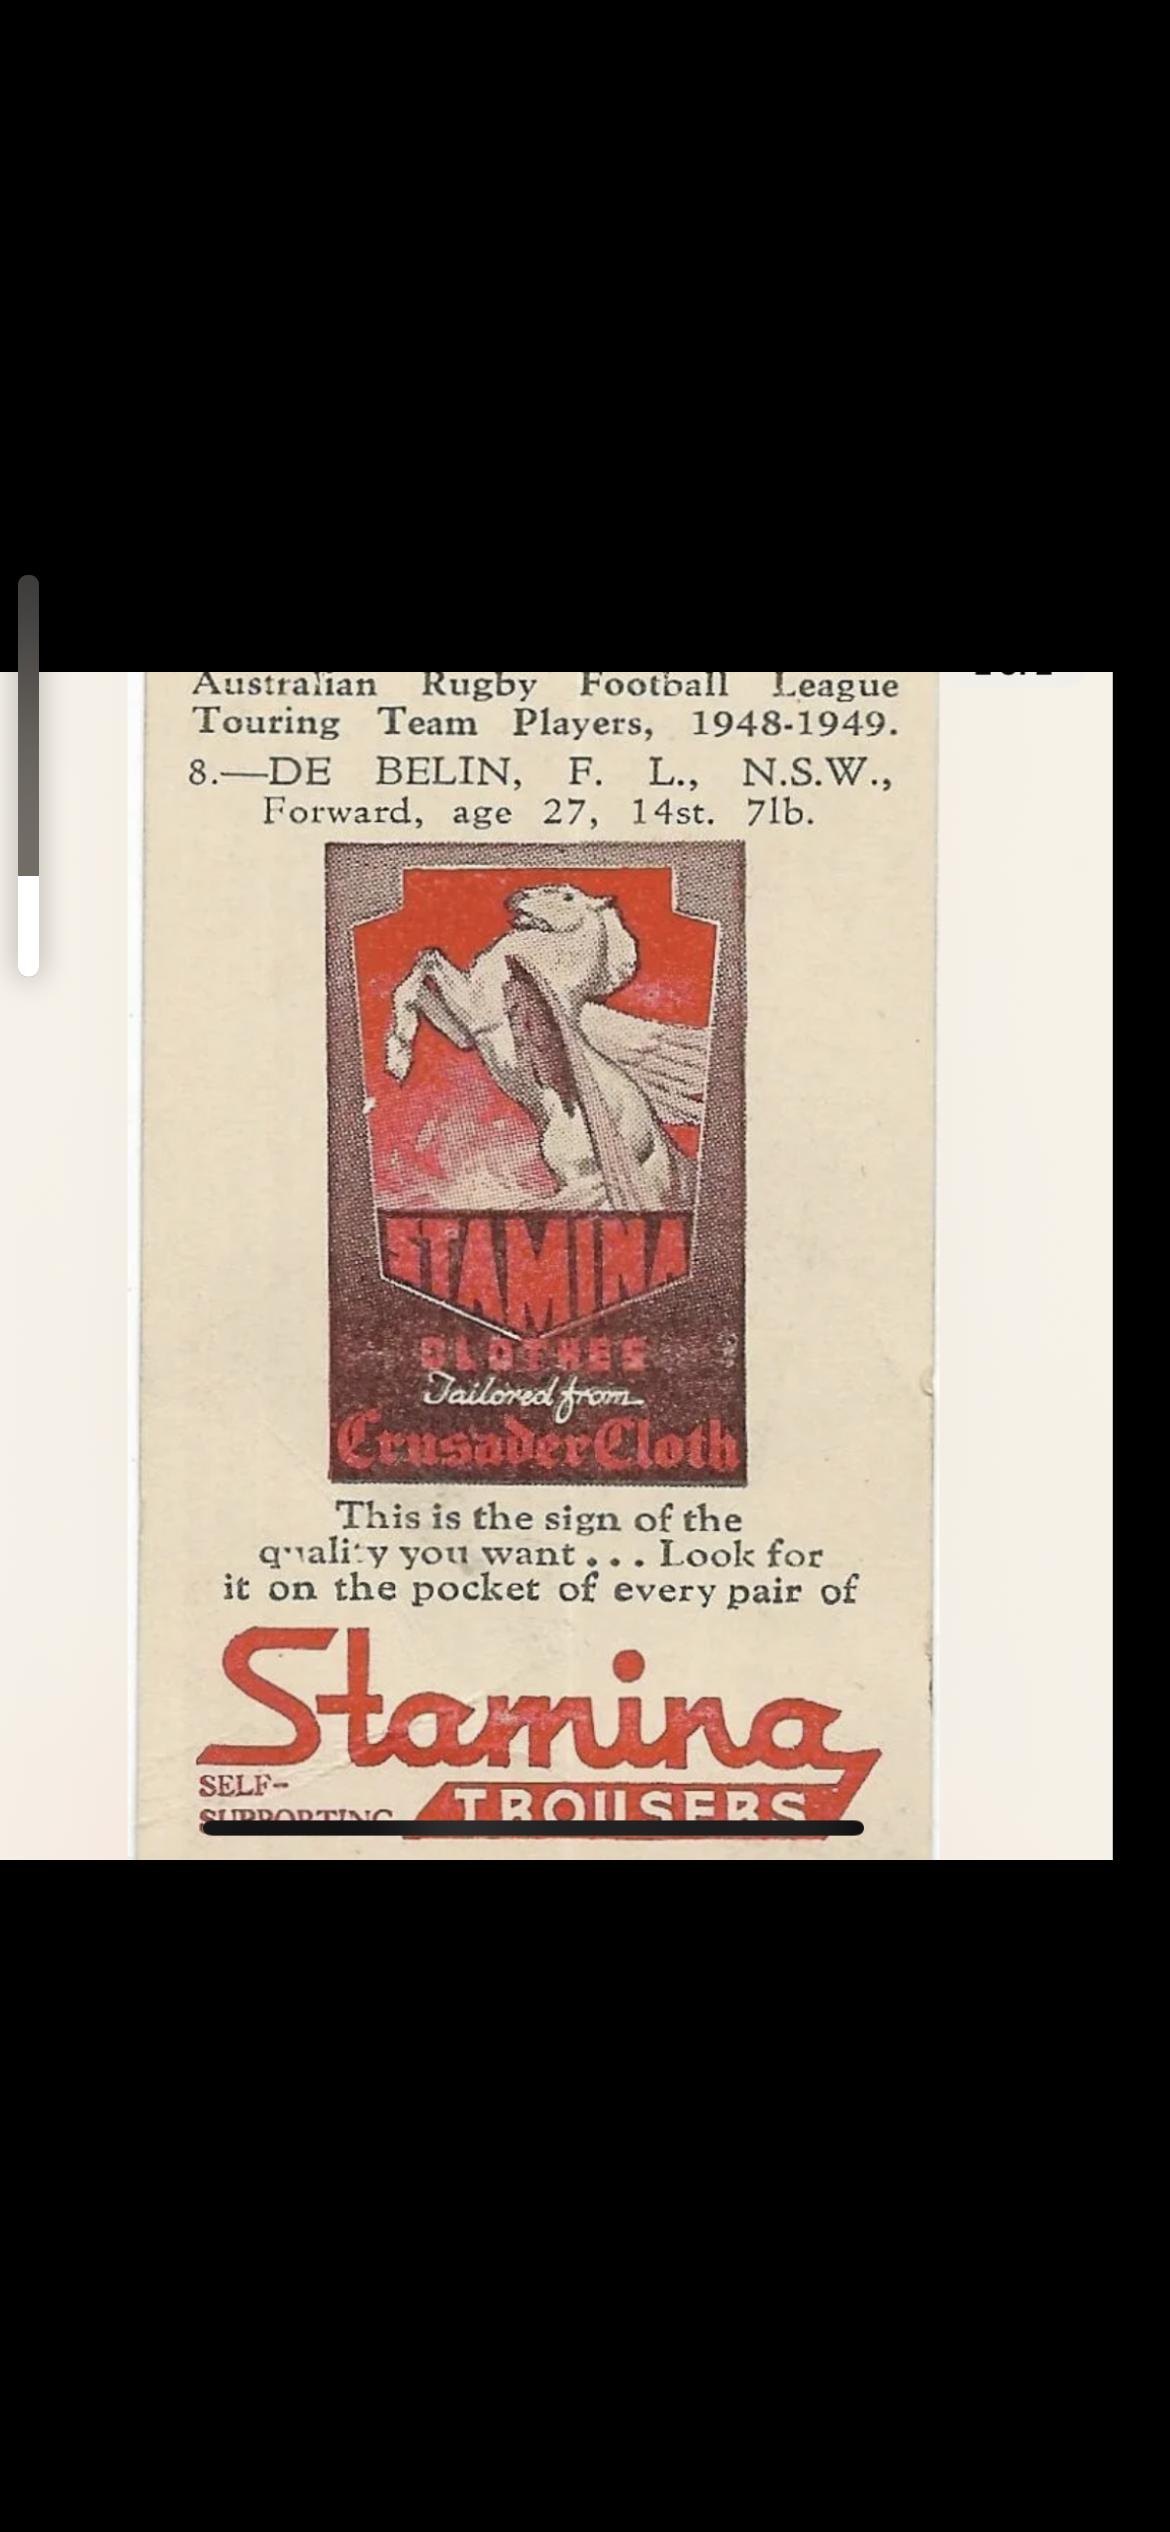 Australian Rugby Football League
Touring Team Players, 1948-1949.
8.—DE BELIN, F. L., N.S.W.,
Forward, age 27, 14st. 7lb.
STAMINA
CLOTHES
Tailored from
Crusader Cloth
This is the sign of the
quality you want . . . Look for
it on the pocket of every pair of
Stamina
SELF-
SUPPORTING
TROUSERS